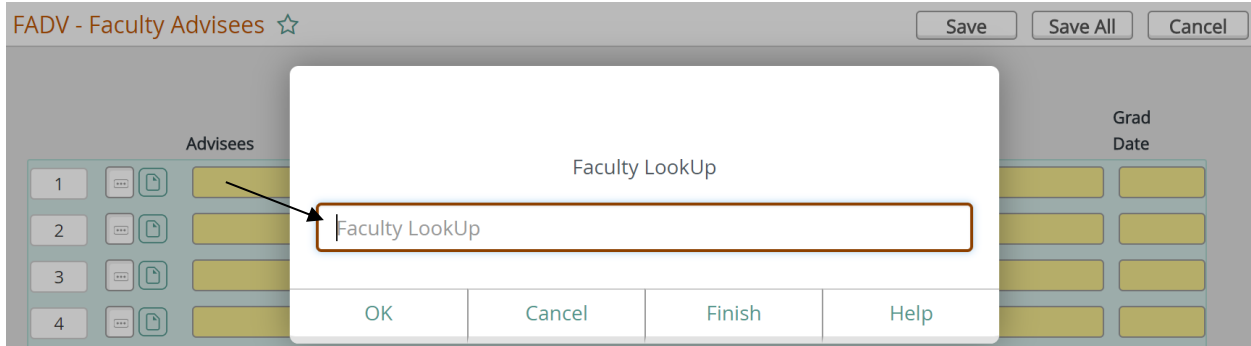 FADV - Faculty Advisees
Save
Save All
Cancel
Advisees
Grad
Date
Faculty LookUp
Faculty LookUp
1
2
3
4
OK
Cancel
Finish
Help